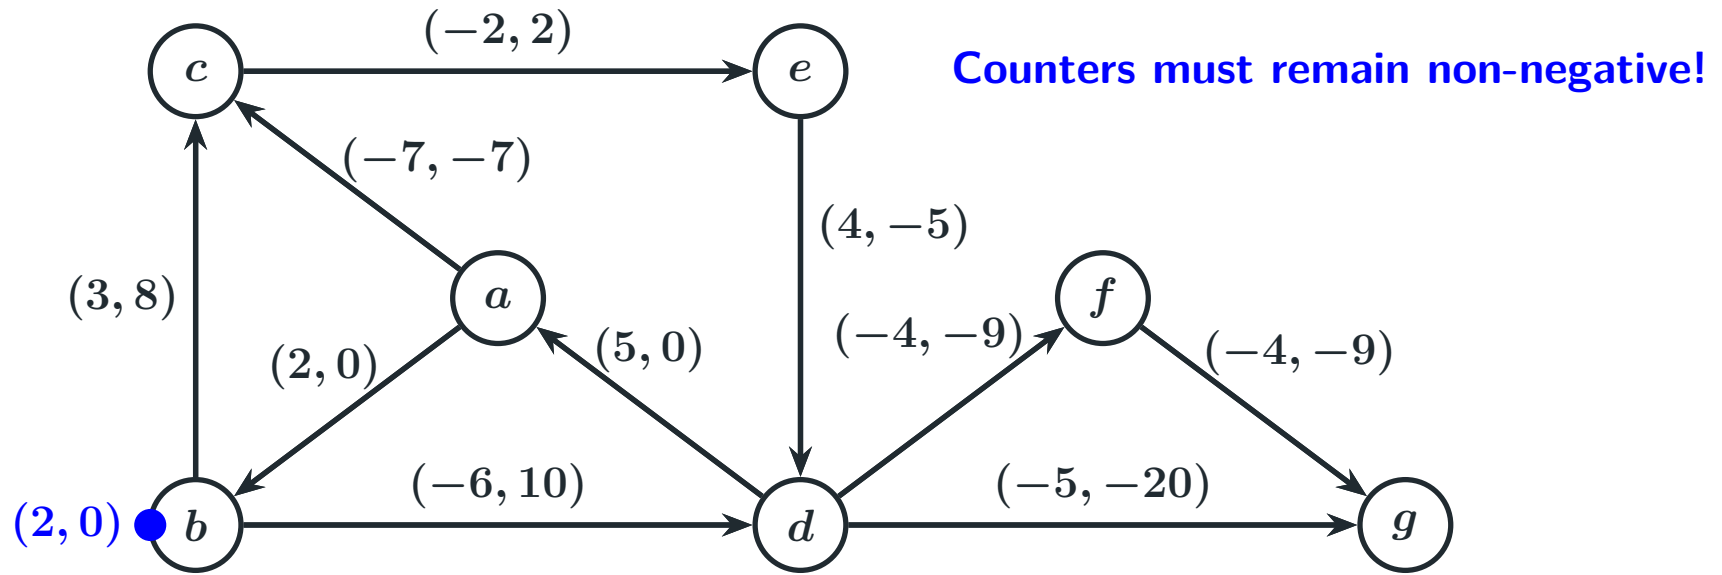 (−2, 2)
c
e
Counters must remain non-negative!
(−7, −7)
(4, −5)
(3, 8)
a
f
(−4, −9)
(5, 0)
(−4, −9)
(2, 0)
(−6, 10)
(−5, −20)
(2, 0)
b
d
g